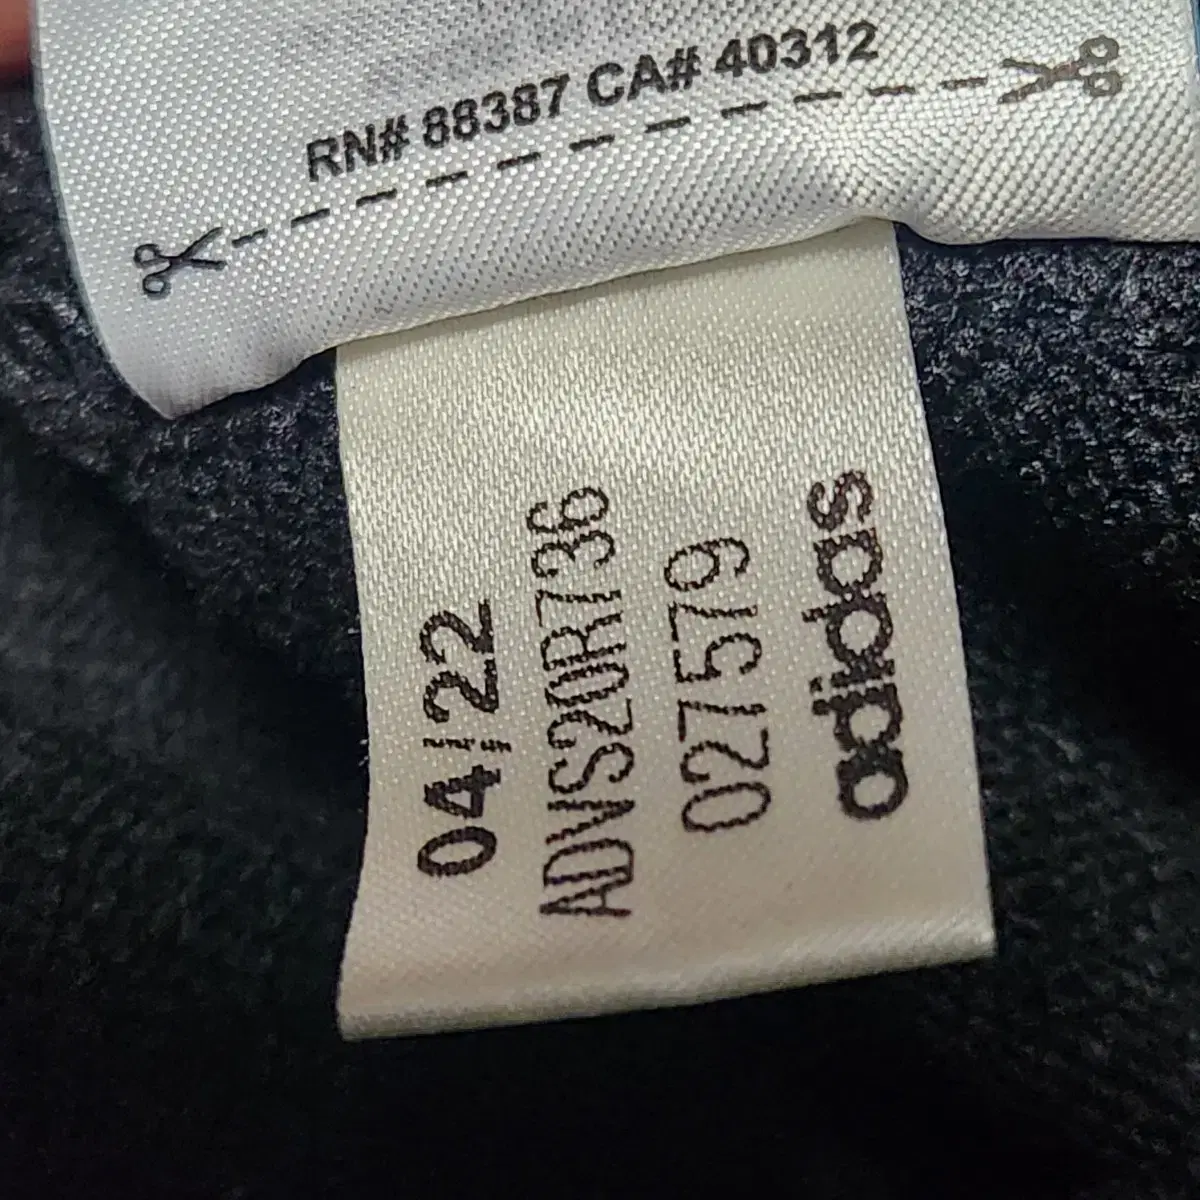 RN# 88387 CA# 40312
04/22
ADVS20R736
027579
adidas